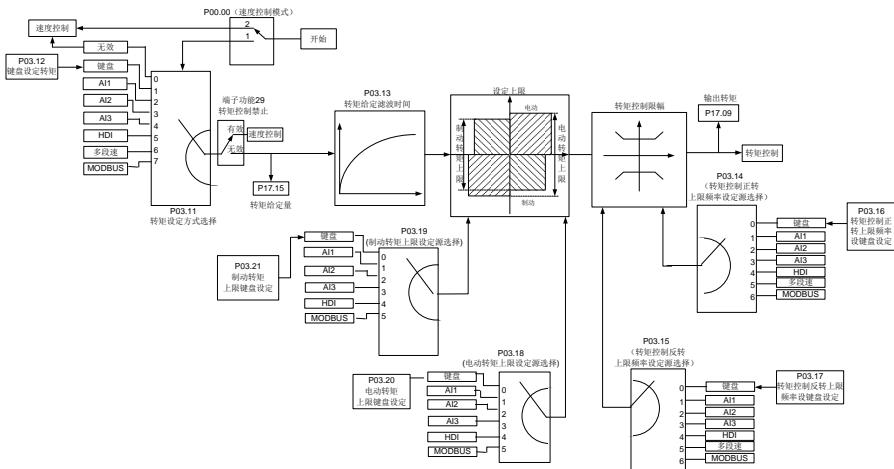 P00.00（速度控制模式）
速度控制
2
1
开始
无效
P03.12
键盘设定转矩
键盘
AI1
AI2
AI3
HDI
多段速
MODBUS
0
1
2
3
4
5
6
7
P03.11
转矩设定方式选择
端子功能29
转矩控制禁止
有效
速度控制
无效
P17.15
转矩给定量
P03.13
转矩给定滤波时间
设定上限
电动
制动转矩上限
电动转矩上限
制动
转矩控制限幅
输出转矩
P17.09
转矩控制
P03.14
（转矩控制正转
上限频率设定源选择）
键盘
AI1
AI2
AI3
HDI
多段速
MODBUS
0
1
2
3
4
5
6
P03.16
转矩控制正
转上限频率
设键盘设定
P03.19
(制动转矩上限设定源选择)
P03.21
制动转矩
上限键盘设定
键盘
AI1
AI2
AI3
HDI
MODBUS
0
1
2
3
4
5
P03.18
(电动转矩上限设定源选择)
P03.20
电动转矩
上限键盘设定
键盘
AI1
AI2
AI3
HDI
MODBUS
0
1
2
3
4
5
P03.15
（转矩控制反转
上限频率设定源选择）
键盘
AI1
AI2
AI3
HDI
多段速
MODBUS
0
1
2
3
4
5
6
P03.17
转矩控制反转上限
频率设键盘设定